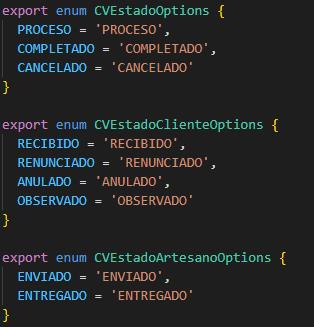 export enum CVEstadoOptions {
PROCESO = 'PROCESO',
COMPLETADO = 'COMPLETADO',
CANCELADO = 'CANCELADO'
}
export enum CVEstadoClienteOptions {
RECIBIDO = 'RECIBIDO',
RENUNCIADO = 'RENUNCIADO',
ANULADO = 'ANULADO',
OBSERVADO = 'OBSERVADO'
}
export enum CVEstadoArtesanoOptions {
ENVIADO = 'ENVIADO',
ENTREGADO = 'ENTREGADO'
}